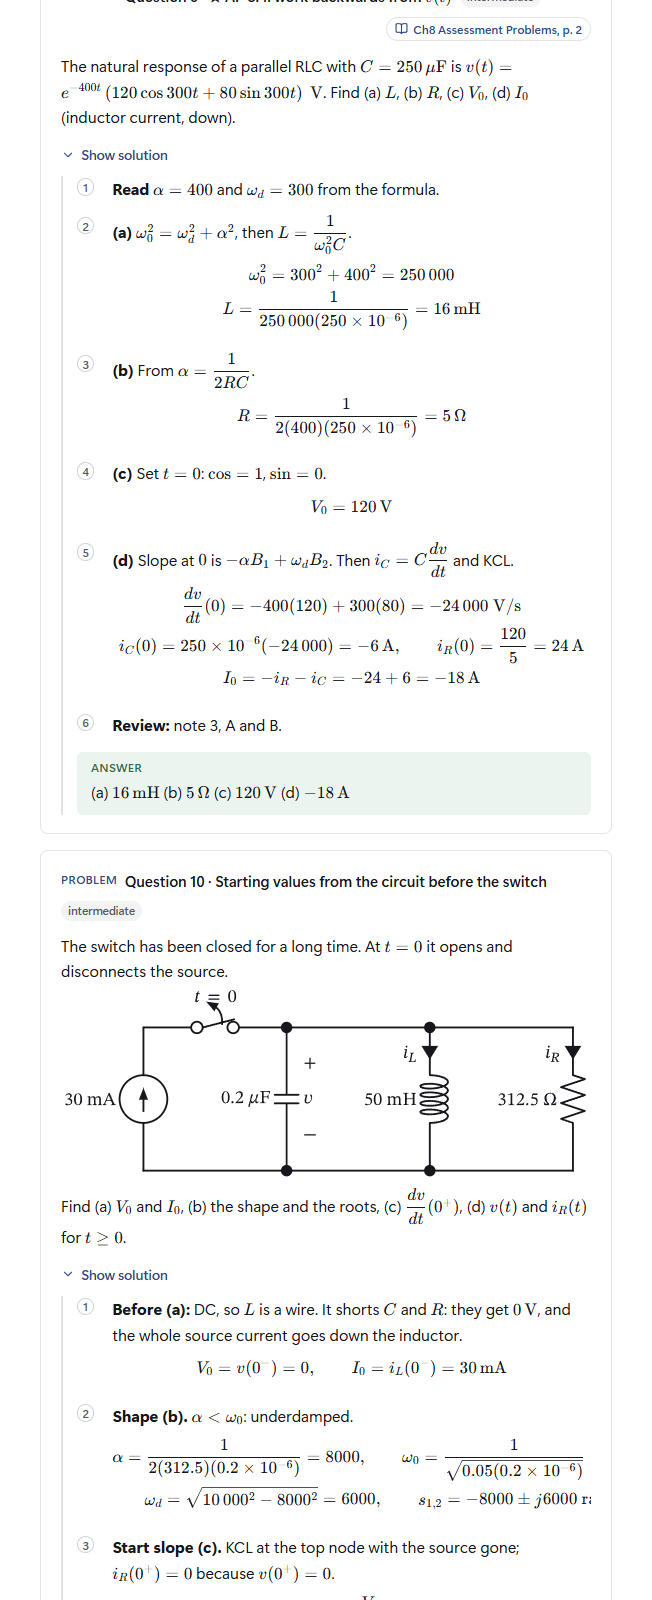 Ch8 Assessment Problems, p. 2
The natural response of a parallel RLC with C = 250 μF is v(t) =
e^{-400t} (120 cos 300t + 80 sin 300t) V. Find (a) L, (b) R, (c) V₀, (d) I₀
(inductor current, down).
Show solution
1 Read α = 400 and ω_d = 300 from the formula.
2 (a) ω₀² = ω_d² + α², then L = 1/(ω₀²C).
ω₀² = 300² + 400² = 250 000
L = 1/(250 000(250 × 10⁻⁶)) = 16 mH
3 (b) From α = 1/(2RC).
R = 1/(2(400)(250 × 10⁻⁶)) = 5 Ω
4 (c) Set t = 0: cos = 1, sin = 0.
V₀ = 120 V
5 (d) Slope at 0 is −αB₁ + ω_dB₂. Then i_C = C dv/dt and KCL.
dv/dt (0) = −400(120) + 300(80) = −24 000 V/s
i_C(0) = 250 × 10⁻⁶(−24 000) = −6 A, i_R(0) = 120/5 = 24 A
I₀ = −i_R − i_C = −24 + 6 = −18 A
6 Review: note 3, A and B.
ANSWER
(a) 16 mH (b) 5 Ω (c) 120 V (d) −18 A
PROBLEM Question 10 · Starting values from the circuit before the switch
intermediate
The switch has been closed for a long time. At t = 0 it opens and
disconnects the source.
t = 0
+
i_L
i_R
30 mA
0.2 μF
v
50 mH
312.5 Ω
−
Find (a) V₀ and I₀, (b) the shape and the roots, (c) dv/dt (0⁺), (d) v(t) and i_R(t)
for t ≥ 0.
Show solution
1 Before (a): DC, so L is a wire. It shorts C and R: they get 0 V, and
the whole source current goes down the inductor.
V₀ = v(0⁻) = 0, I₀ = i_L(0⁻) = 30 mA
2 Shape (b). α < ω₀: underdamped.
α = 1/(2(312.5)(0.2 × 10⁻⁶)) = 8000, ω₀ = 1/√(0.05(0.2 × 10⁻⁶))
ω_d = √(10 000² − 8000²) = 6000, s₁,₂ = −8000 ± j6000
3 Start slope (c). KCL at the top node with the source gone;
i_R(0⁺) = 0 because v(0⁺) = 0.